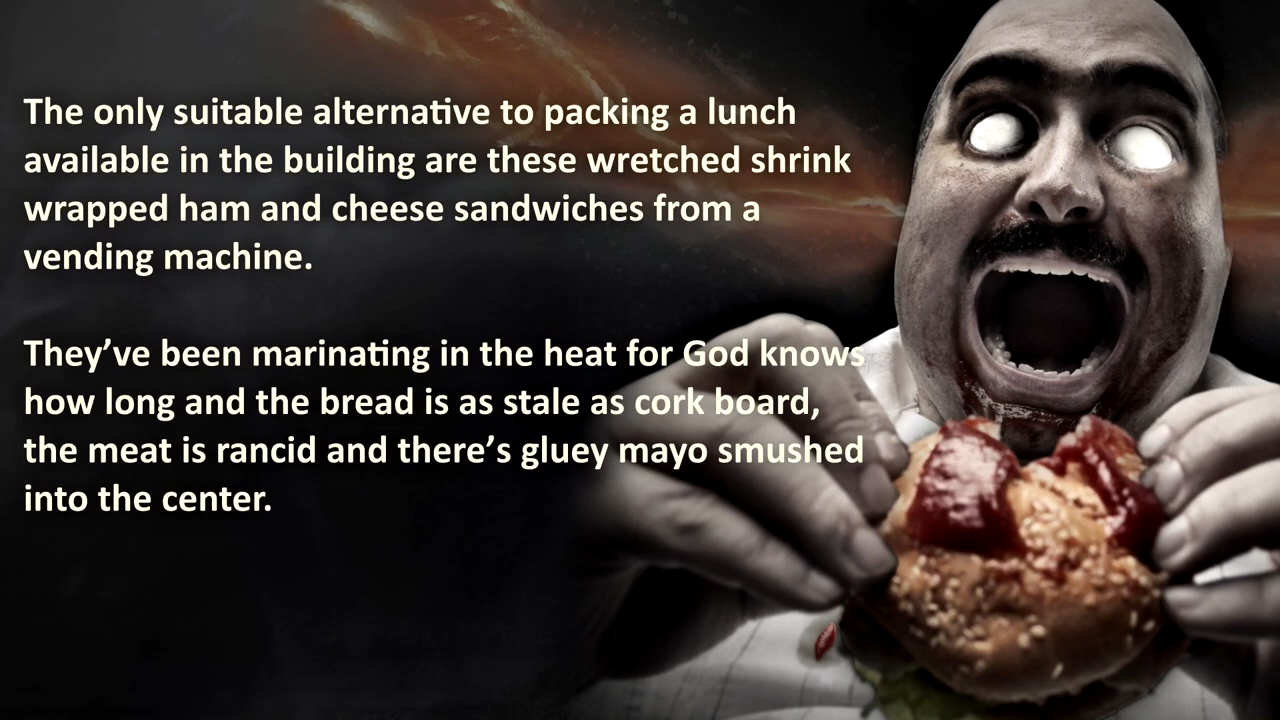 The only suitable alternative to packing a lunch
available in the building are these wretched shrink
wrapped ham and cheese sandwiches from a
vending machine.
They’ve been marinating in the heat for God knows
how long and the bread is as stale as cork board,
the meat is rancid and there’s gluey mayo smushed
into the center.